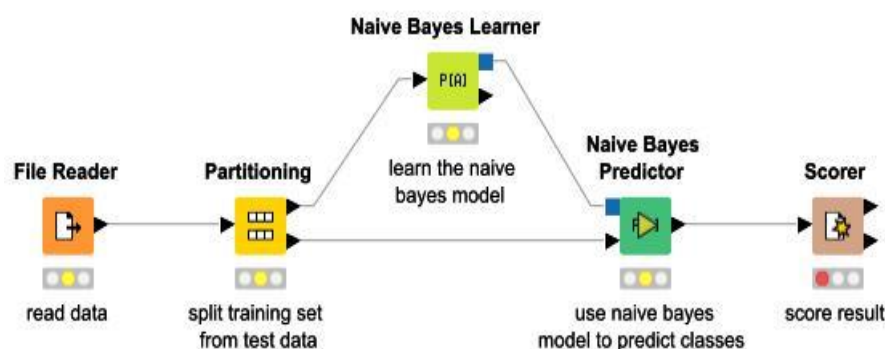 Naive Bayes Learner
P[A]
learn the naive
bayes model
File Reader
read data
Partitioning
split training set
from test data
Naive Bayes
Predictor
use naive bayes
model to predict classes
Scorer
score result